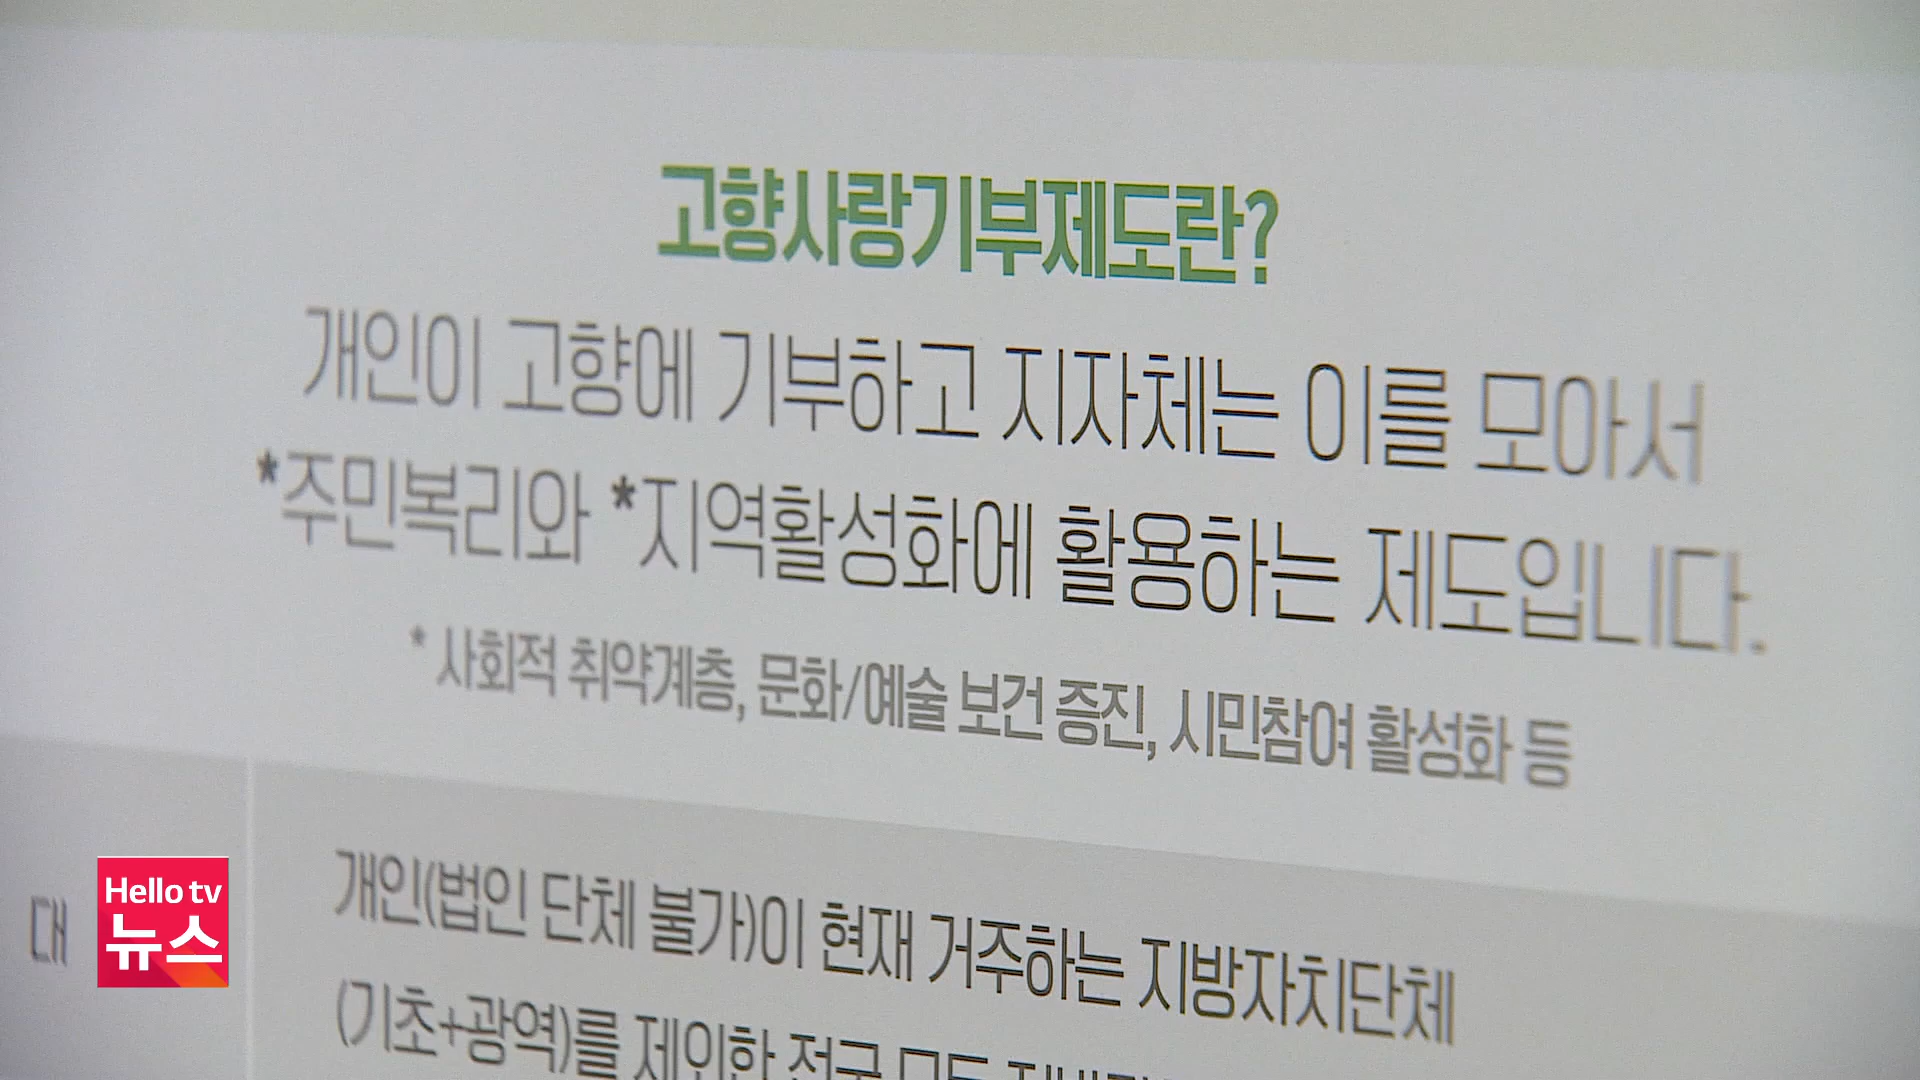 고향사랑기부제도란?
개인이 고향에 기부하고 지자체는 이를 모아서
*주민복리와 *지역활성화에 활용하는 제도입니다.
* 사회적 취약계층, 문화/예술 보건 증진, 시민참여 활성화 등
대
개인(법인 단체 불가)이 현재 거주하는 지방자치단체
(기초+광역)를 제외한 전국 모든
Hello tv
뉴스